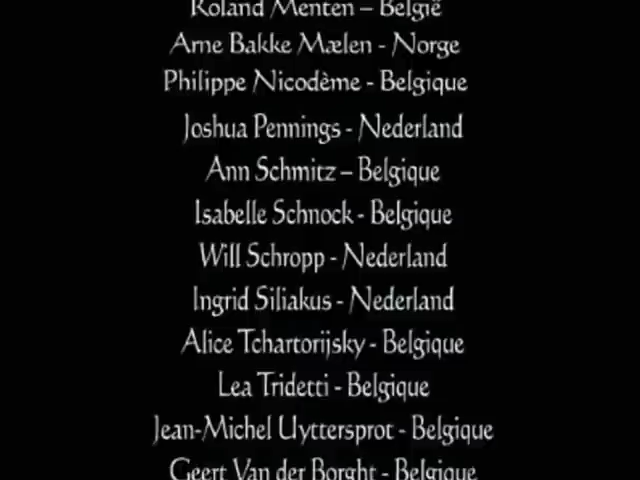 Roland Menten – België
Arne Bakke Mælen - Norge
Philippe Nicodème - Belgique
Joshua Pennings - Nederland
Ann Schmitz – Belgique
Isabelle Schnock - Belgique
Will Schropp - Nederland
Ingrid Siliakus - Nederland
Alice Tchartorijsky - Belgique
Lea Tridetti - Belgique
Jean-Michel Uyttersprot - Belgique
Geert Van der Borght - Belgique